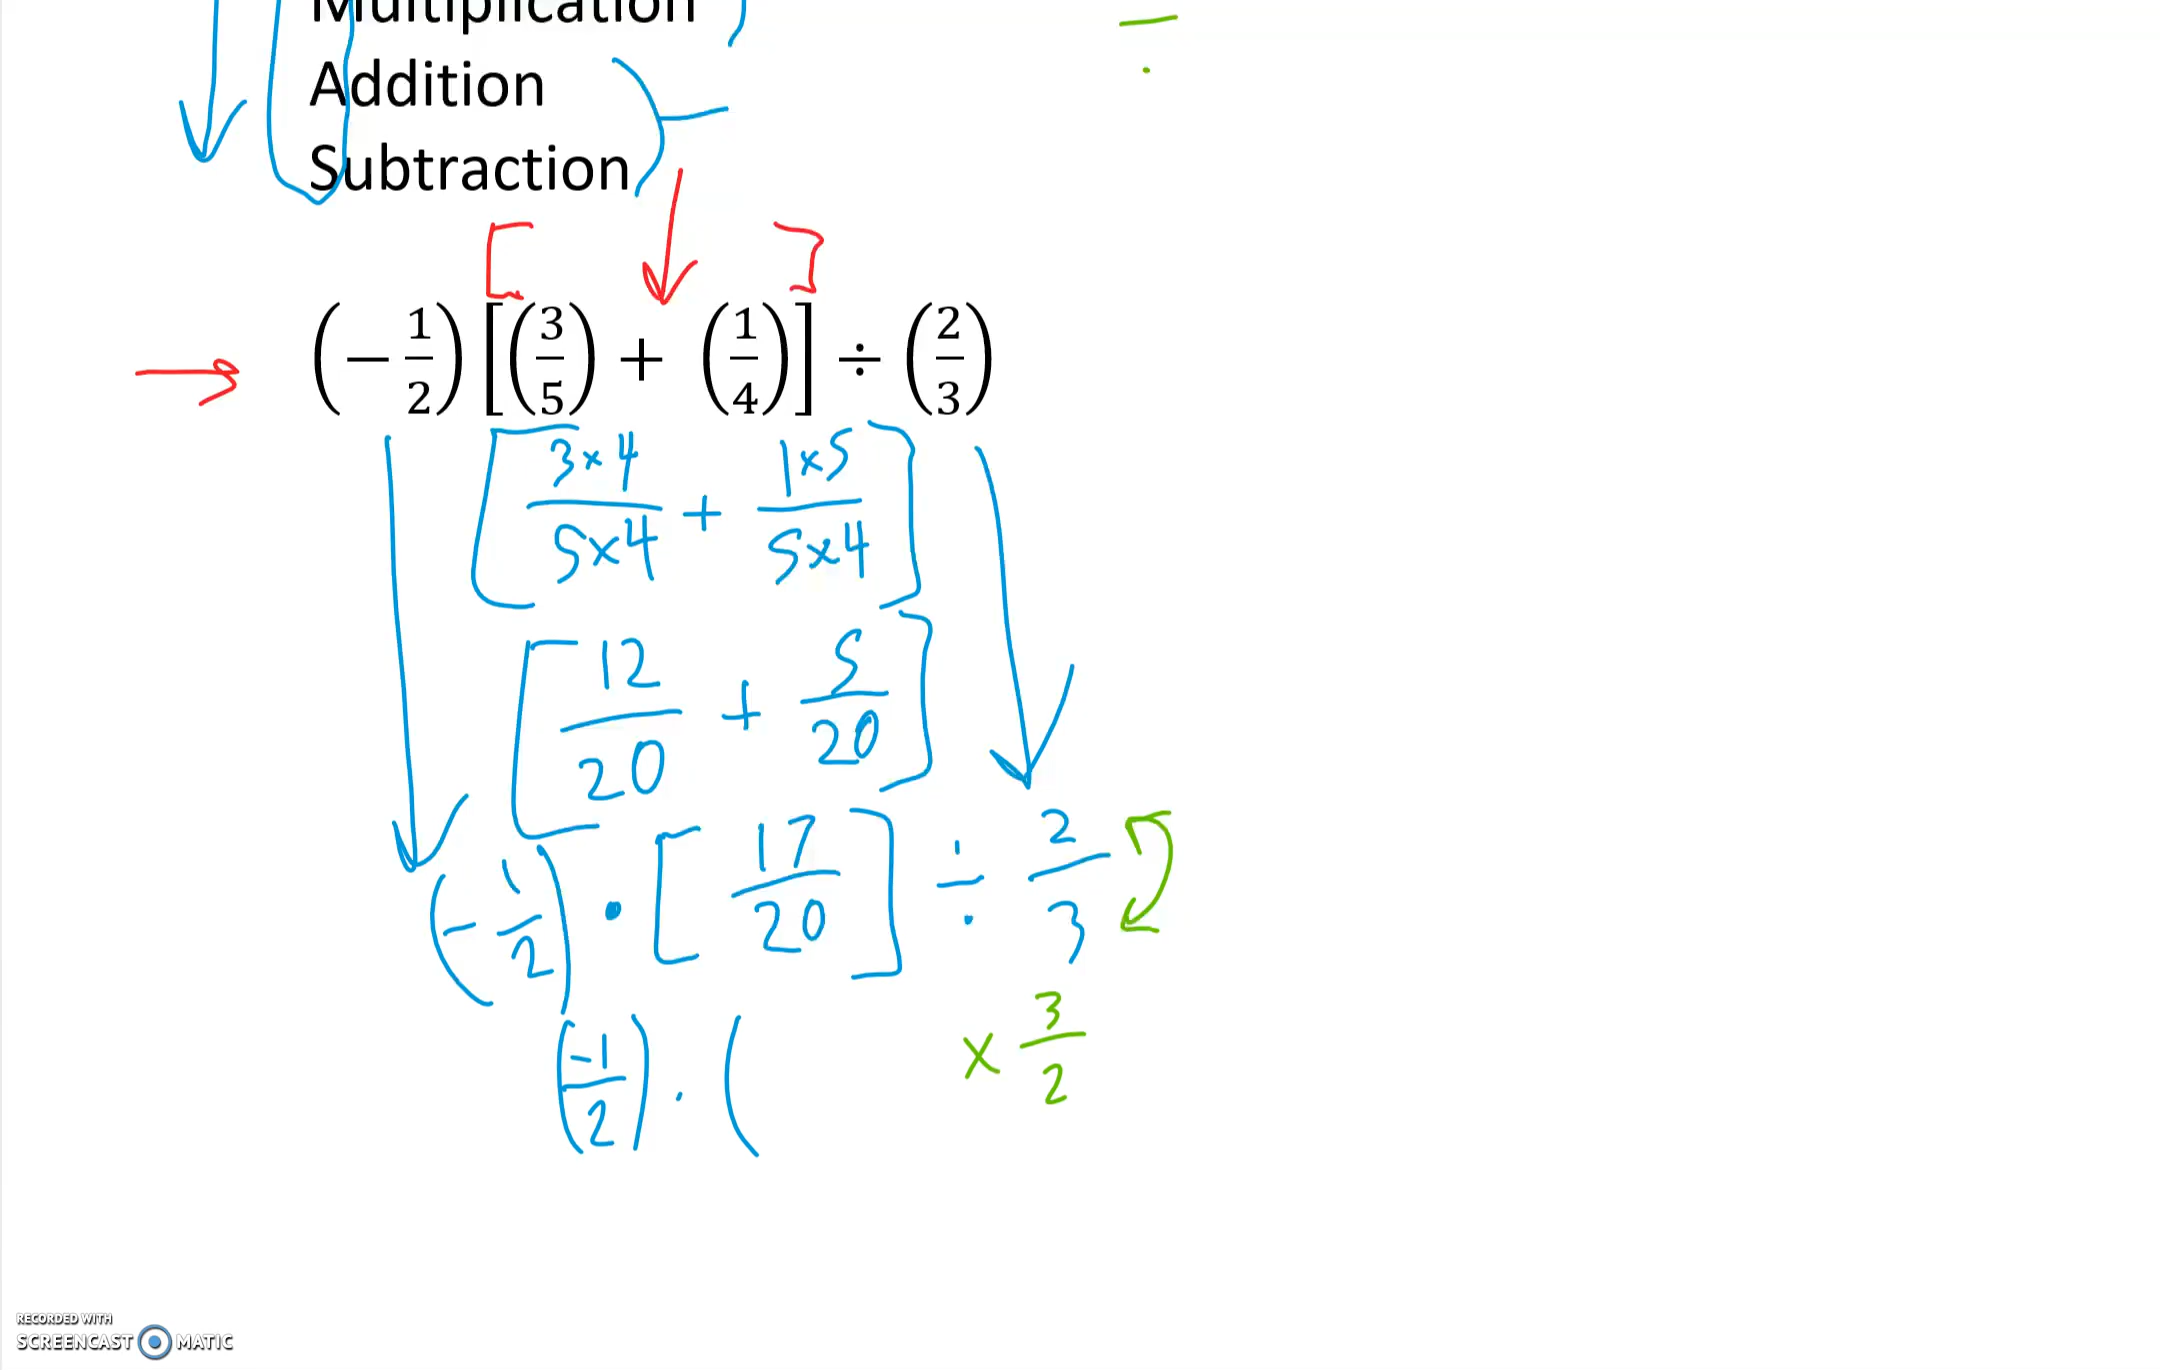 Multiplication
Addition
Subtraction
[ ]
(−1/2) [(3/5) + (1/4)] ÷ (2/3)
[3×4/5×4 + 1×5/5×4]
[12/20 + 5/20]
(−1/2) • [17/20] ÷ 2/3
(−1/2) · ( × 3/2
RECORDED WITH
SCREENCAST MATIC